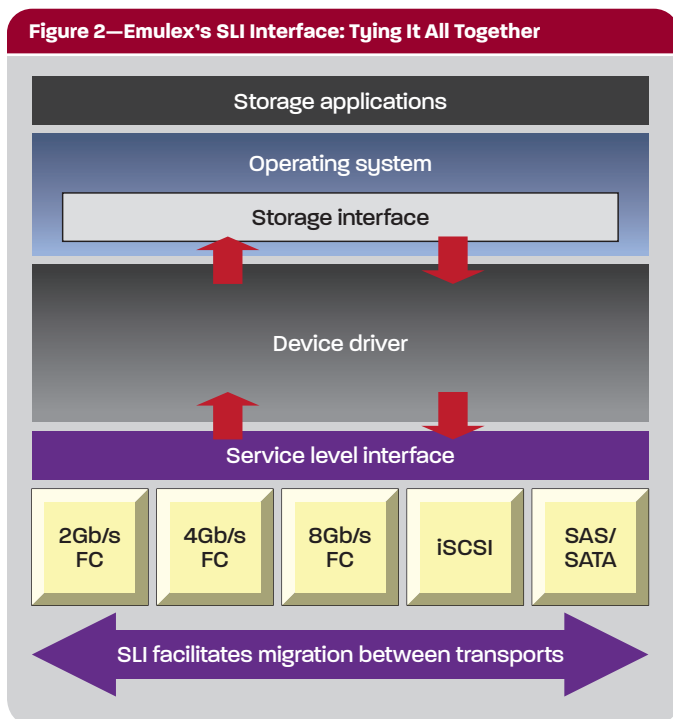 Figure 2—Emulex's SLI Interface: Tying It All Together
Storage applications
Operating system
Storage interface
Device driver
Service level interface
2Gb/s
FC
4Gb/s
FC
8Gb/s
FC
iSCSI
SAS/
SATA
SLI facilitates migration between transports